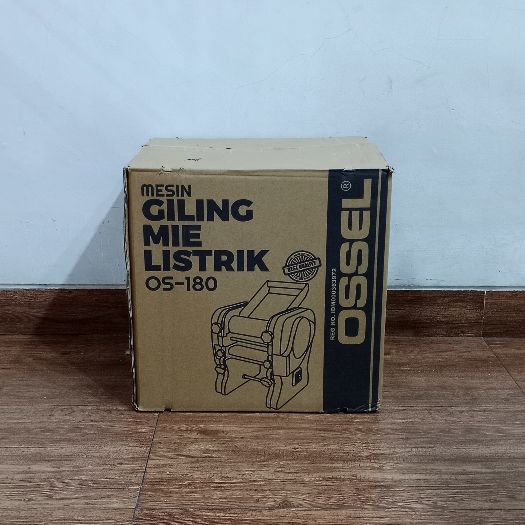 MESIN
GILING
MIE
LISTRIK
OS-180
OSSEL®